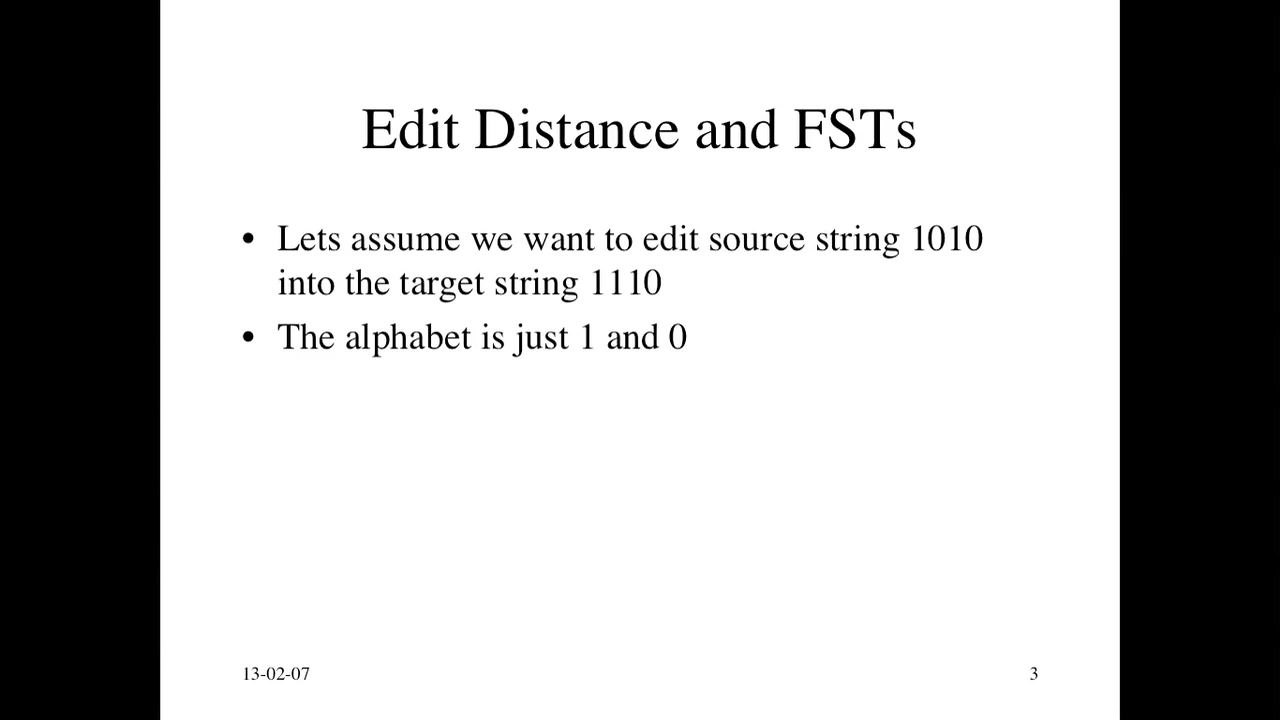 Edit Distance and FSTs
• Lets assume we want to edit source string 1010
into the target string 1110
• The alphabet is just 1 and 0
13-02-07
3